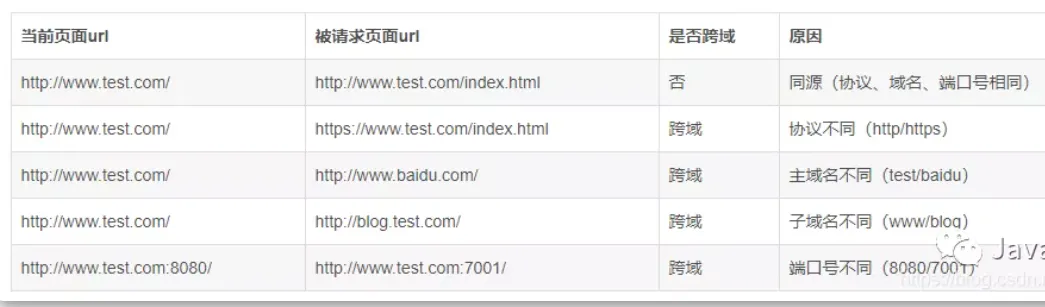 当前页面url 被请求页面url 是否跨域 原因
http://www.test.com/ http://www.test.com/index.html 否 同源（协议、域名、端口号相同）
http://www.test.com/ https://www.test.com/index.html 跨域 协议不同（http/https）
http://www.test.com/ http://www.baidu.com/ 跨域 主域名不同（test/baidu）
http://www.test.com/ http://blog.test.com/ 跨域 子域名不同（www/blog）
Java
http://www.test.com:8080/ http://www.test.com:7001/ 跨域 端口号不同（8080/7001）
https://blog.csdn.n